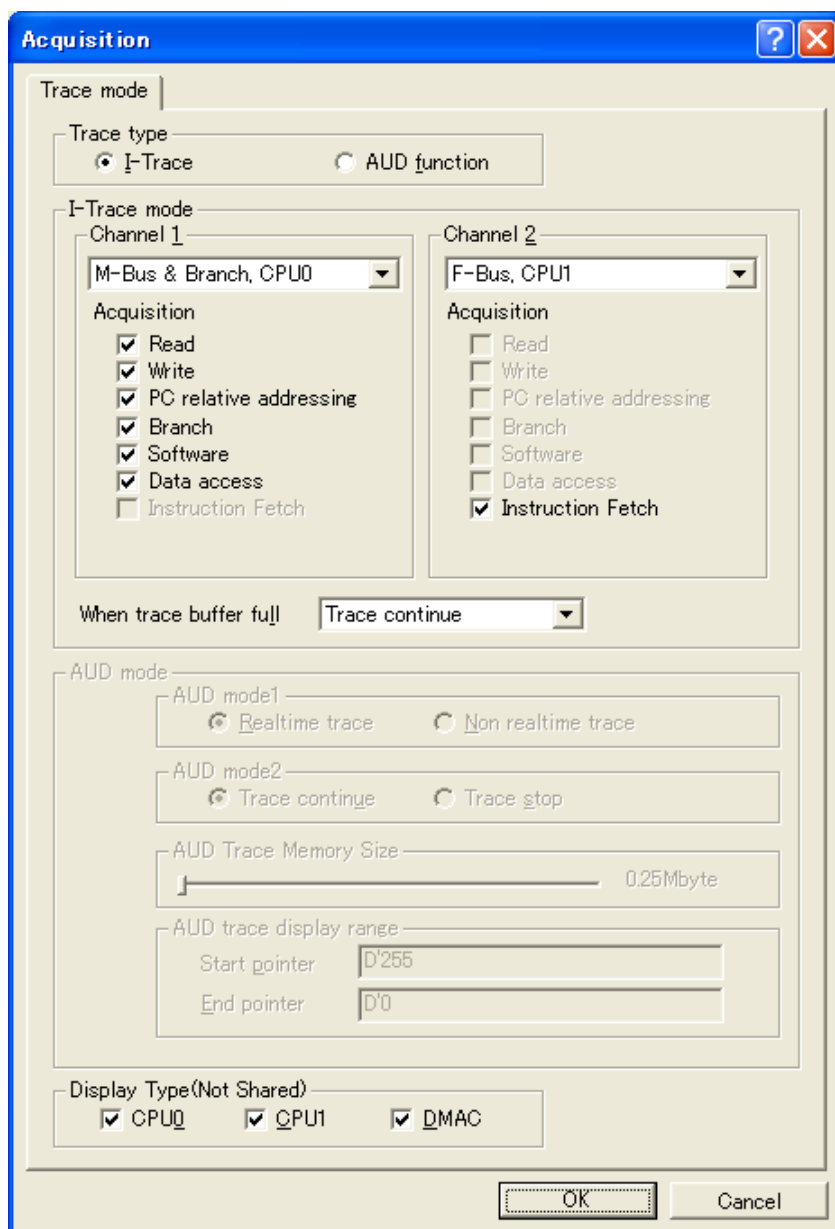 Acquisition
Trace mode
Trace type
I-Trace AUD function
I-Trace mode
Channel 1
M-Bus & Branch, CPU0
Acquisition
Read
Write
PC relative addressing
Branch
Software
Data access
Instruction Fetch
Channel 2
F-Bus, CPU1
Acquisition
Read
Write
PC relative addressing
Branch
Software
Data access
Instruction Fetch
When trace buffer full Trace continue
AUD mode
AUD mode1
Realtime trace Non realtime trace
AUD mode2
Trace continue Trace stop
AUD Trace Memory Size
0.25Mbyte
AUD trace display range
Start pointer D'255
End pointer D'0
Display Type(Not Shared)
CPU0 CPU1 DMAC
OK Cancel